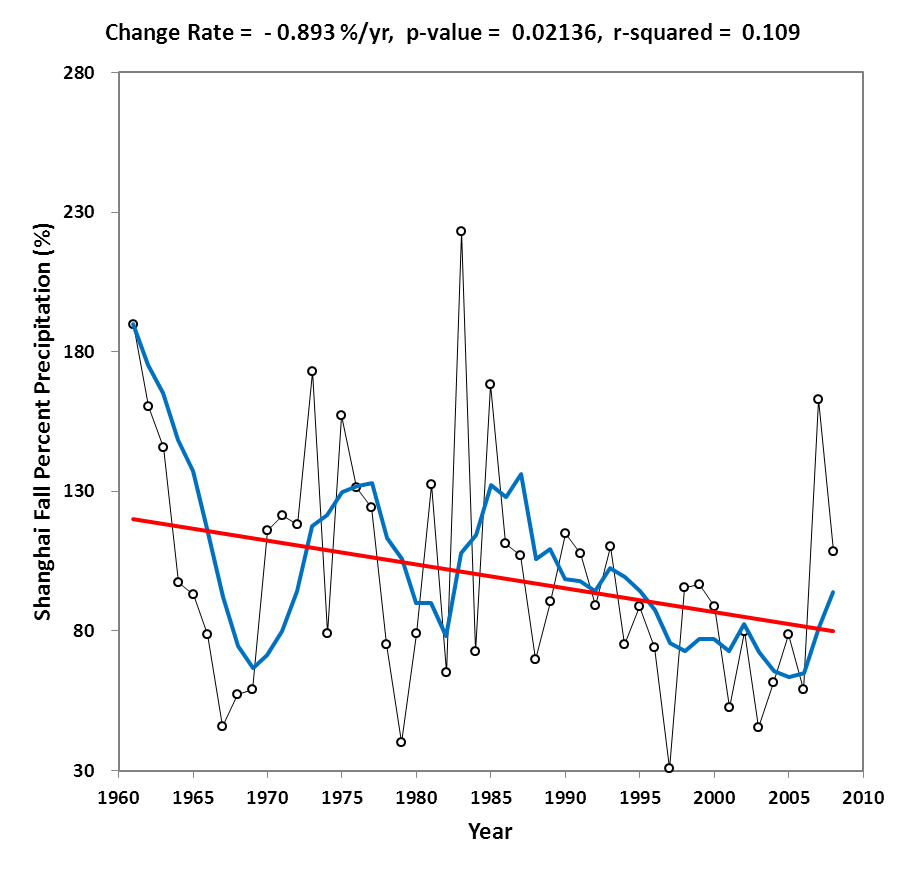 Change Rate =  - 0.893 %/yr,  p-value =  0.02136,  r-squared =  0.109
280
230
180
130
80
30
Shanghai Fall Percent Precipitation (%)
1960 1965 1970 1975 1980 1985 1990 1995 2000 2005 2010
Year